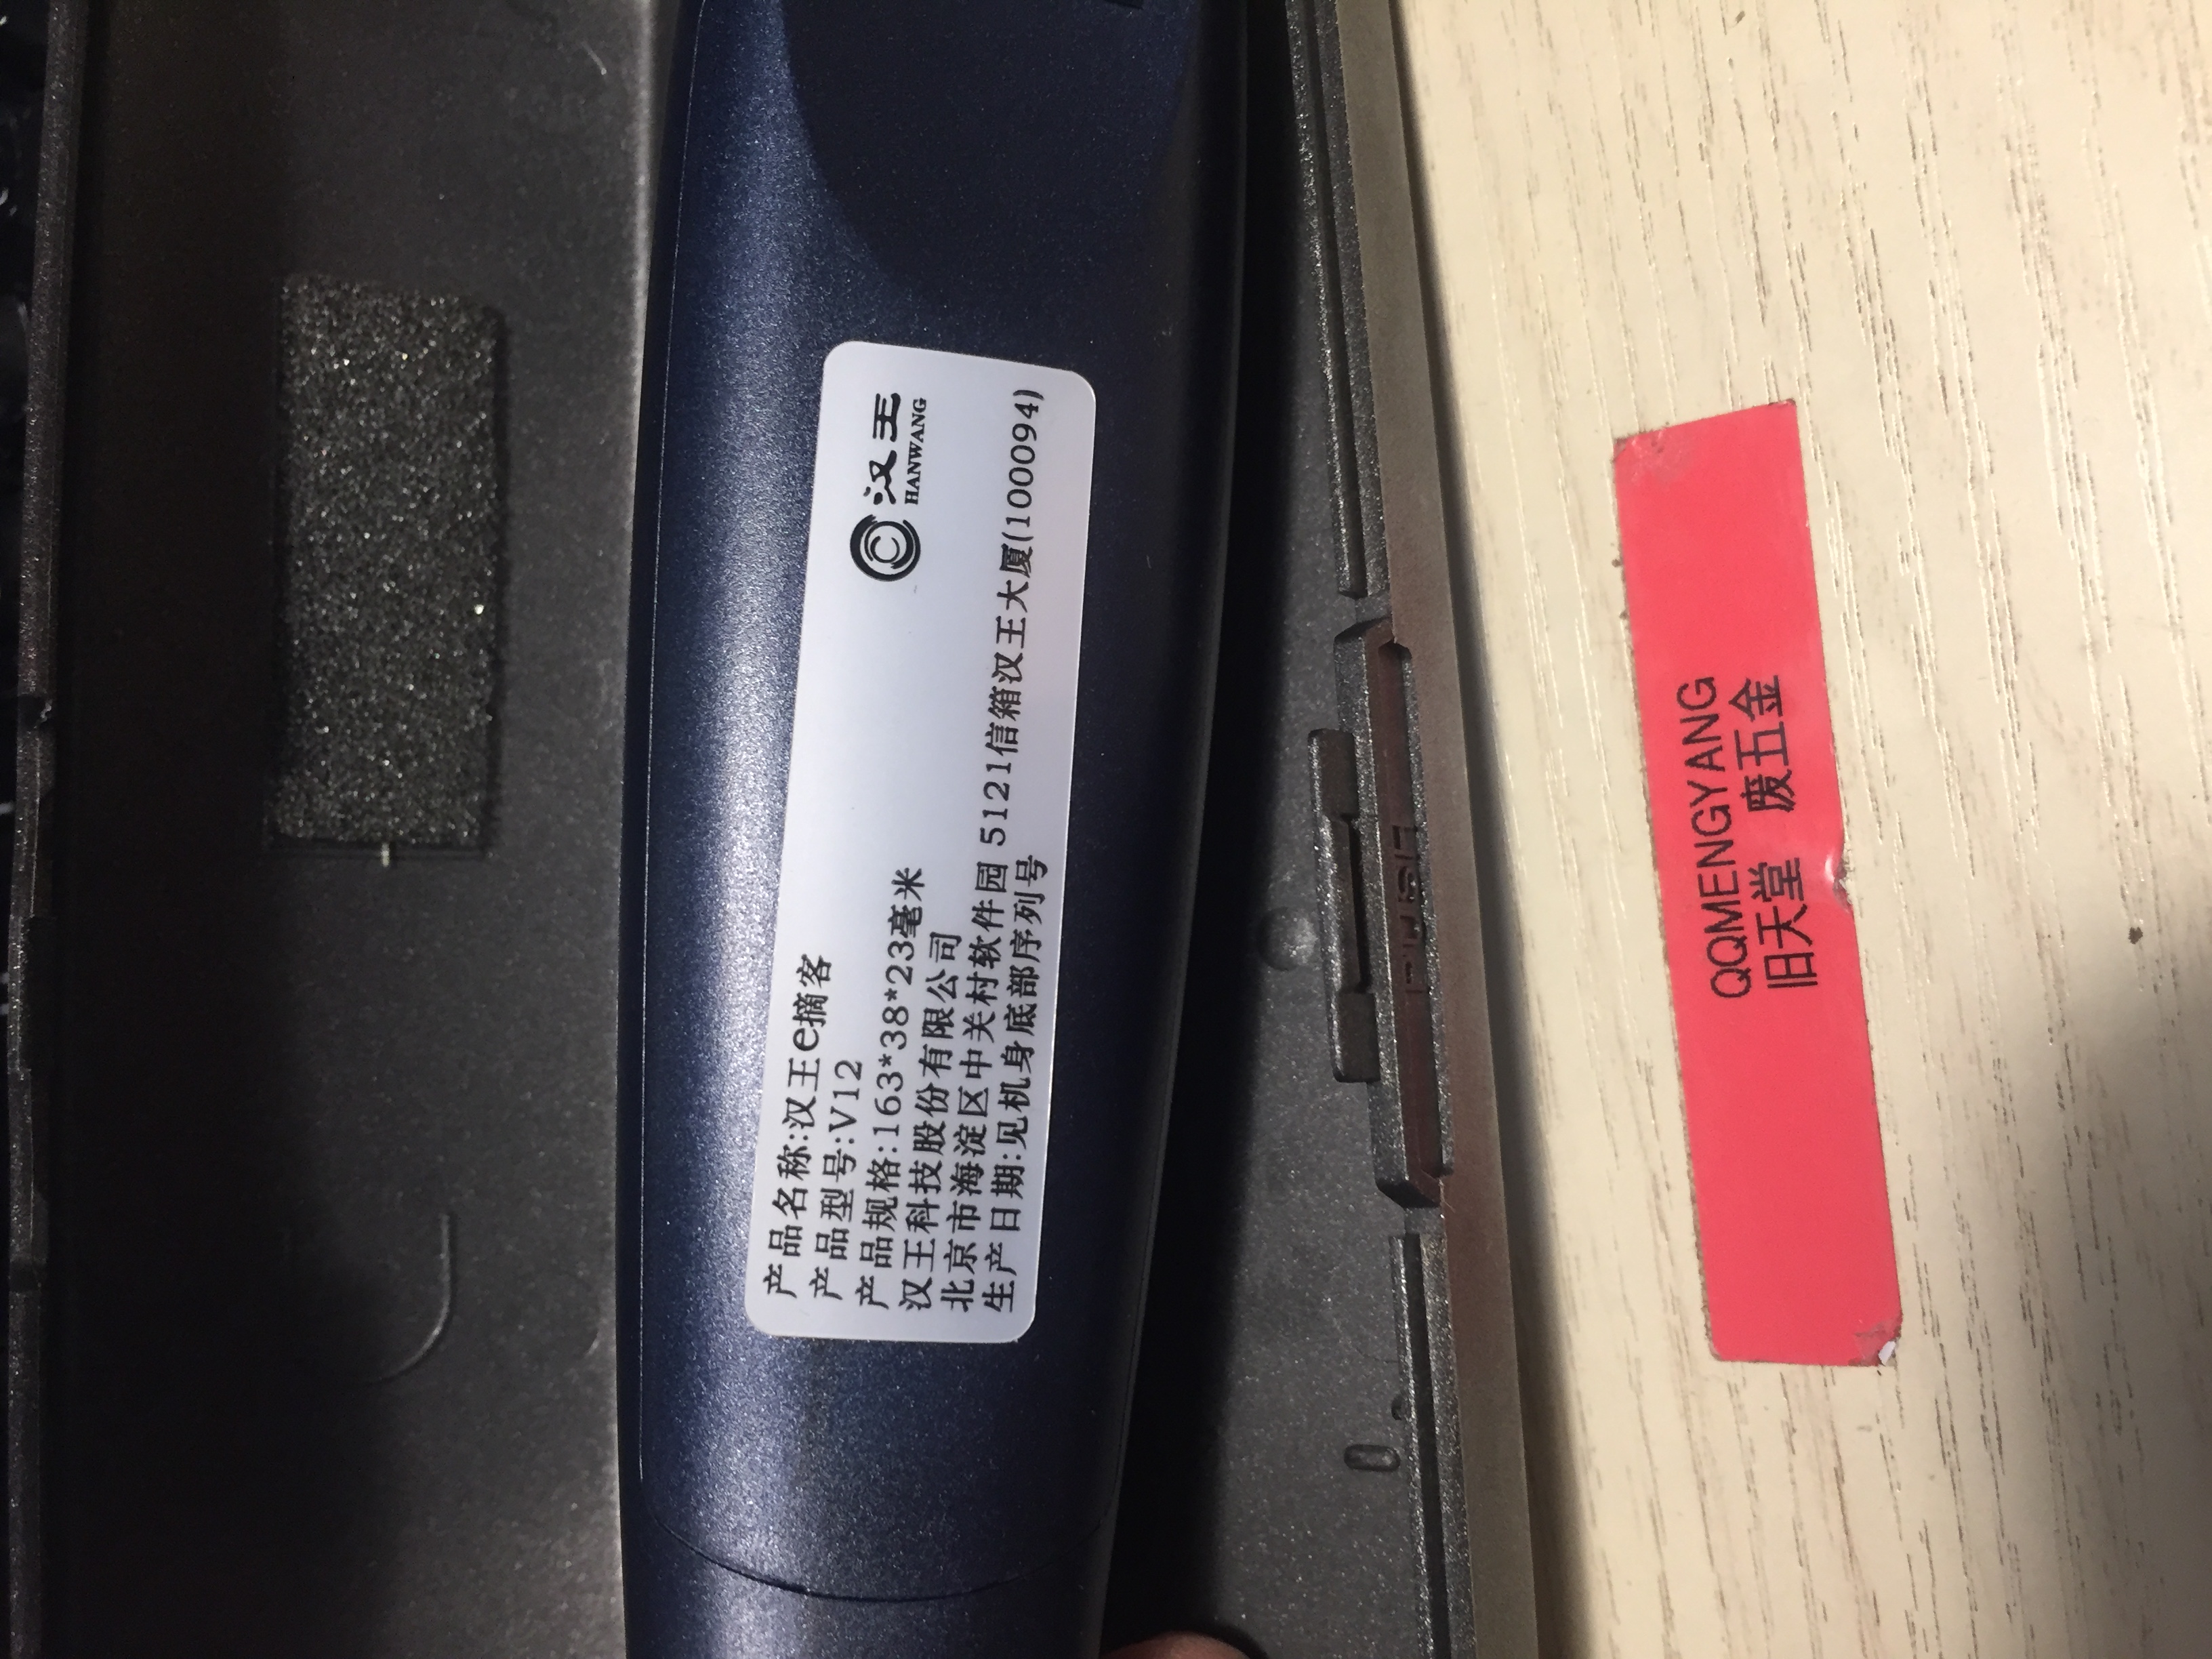 汉王
HANWANG
产品名称:汉王e摘客
产品型号:V12
产品规格:163*38*23毫米
汉王科技股份有限公司
北京市海淀区中关村软件园 5121信箱汉王大厦(100094)
生产日期:见机身底部序列号
QQMENGYANG
旧天堂 废五金
PUSH